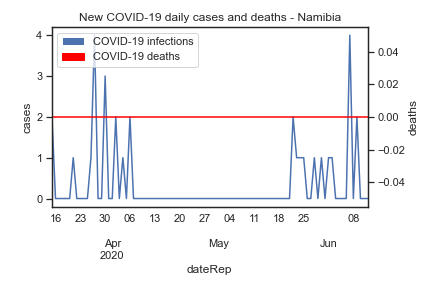 New COVID-19 daily cases and deaths - Namibia
COVID-19 infections
COVID-19 deaths
4
3
2
1
0
cases
0.04
0.02
0.00
−0.02
−0.04
deaths
16 23 30 06 13 20 27 04 11 18 25 08
Apr May Jun
2020
dateRep